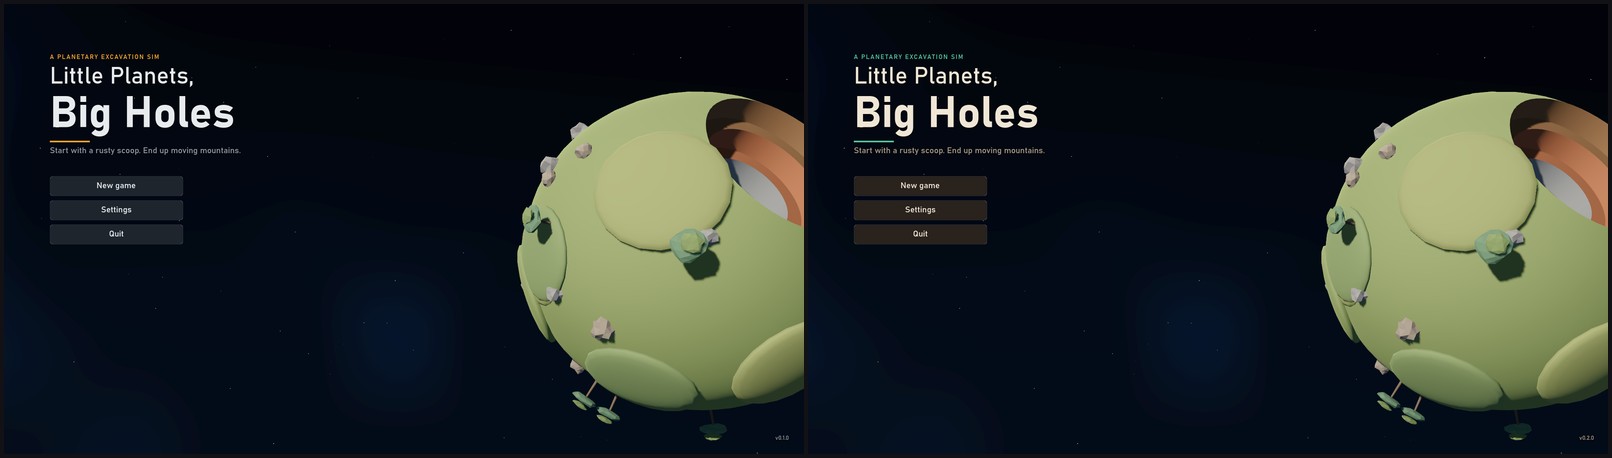 A PLANETARY EXCAVATION SIM
Little Planets,
Big Holes
Start with a rusty scoop. End up moving mountains.
New game
Settings
Quit
v0.1.0
A PLANETARY EXCAVATION SIM
Little Planets,
Big Holes
Start with a rusty scoop. End up moving mountains.
New game
Settings
Quit
v0.2.0